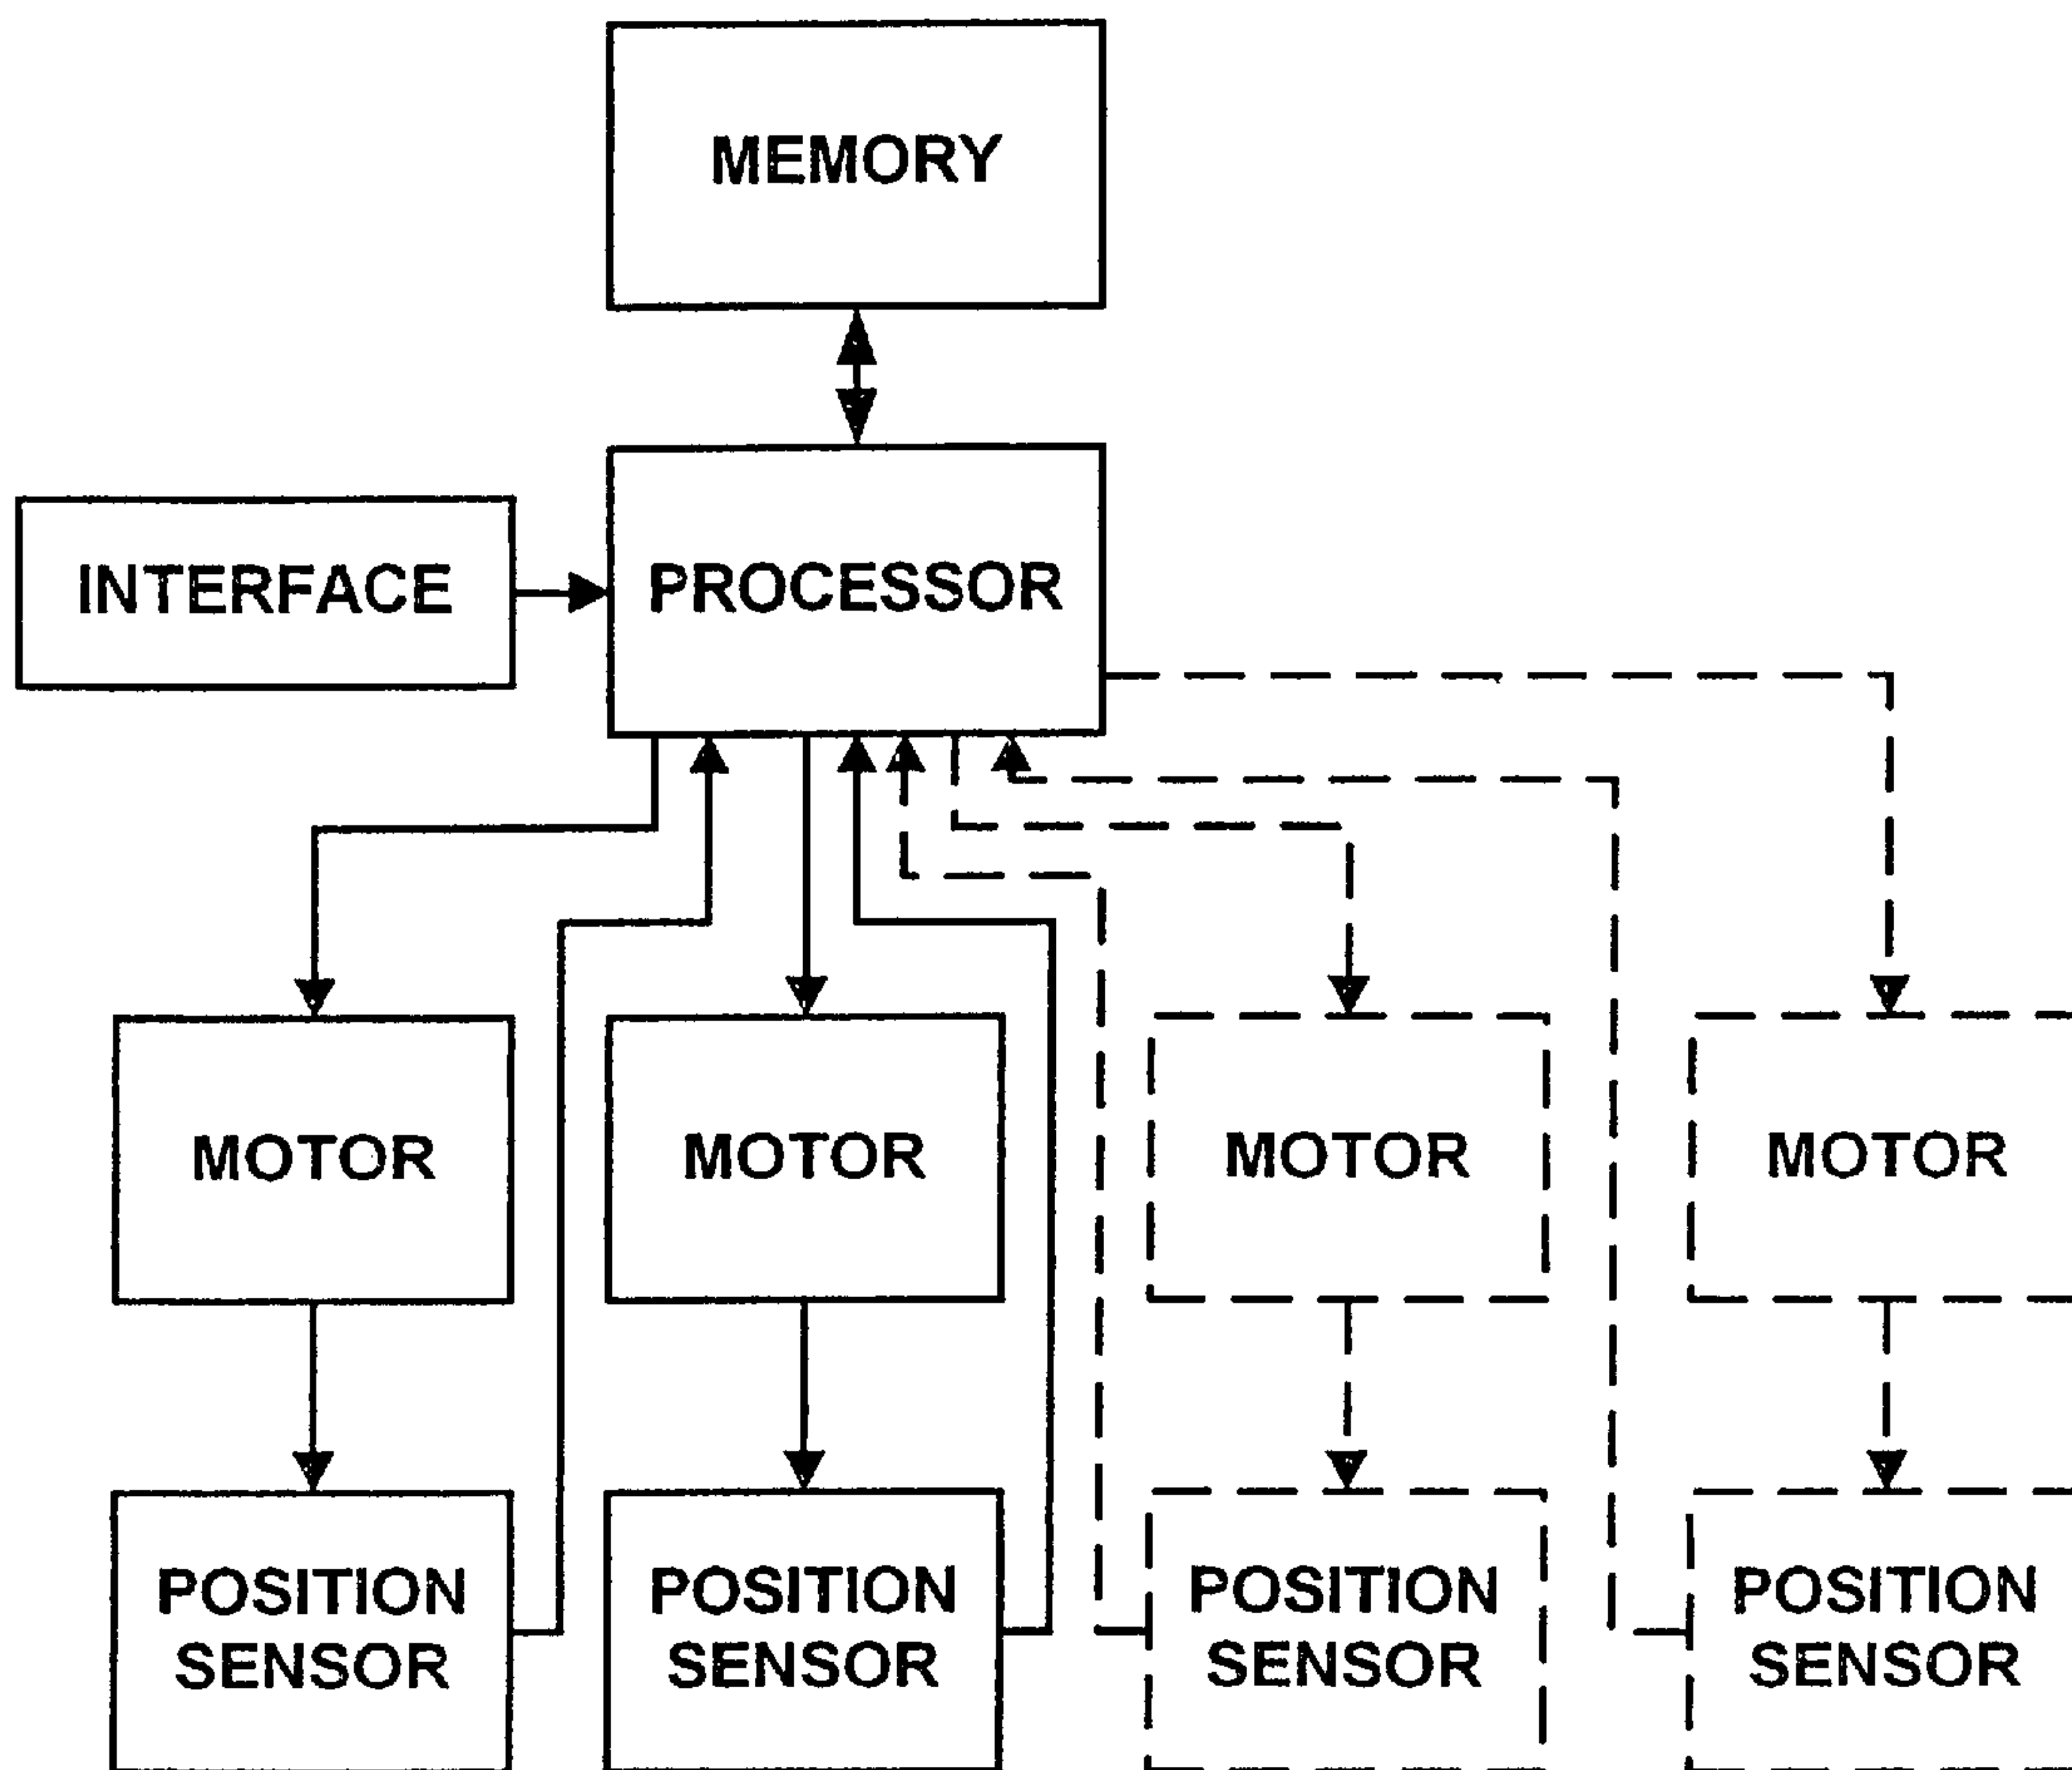 MEMORY
INTERFACE
PROCESSOR
MOTOR
MOTOR
MOTOR
MOTOR
POSITION
SENSOR
POSITION
SENSOR
POSITION
SENSOR
POSITION
SENSOR